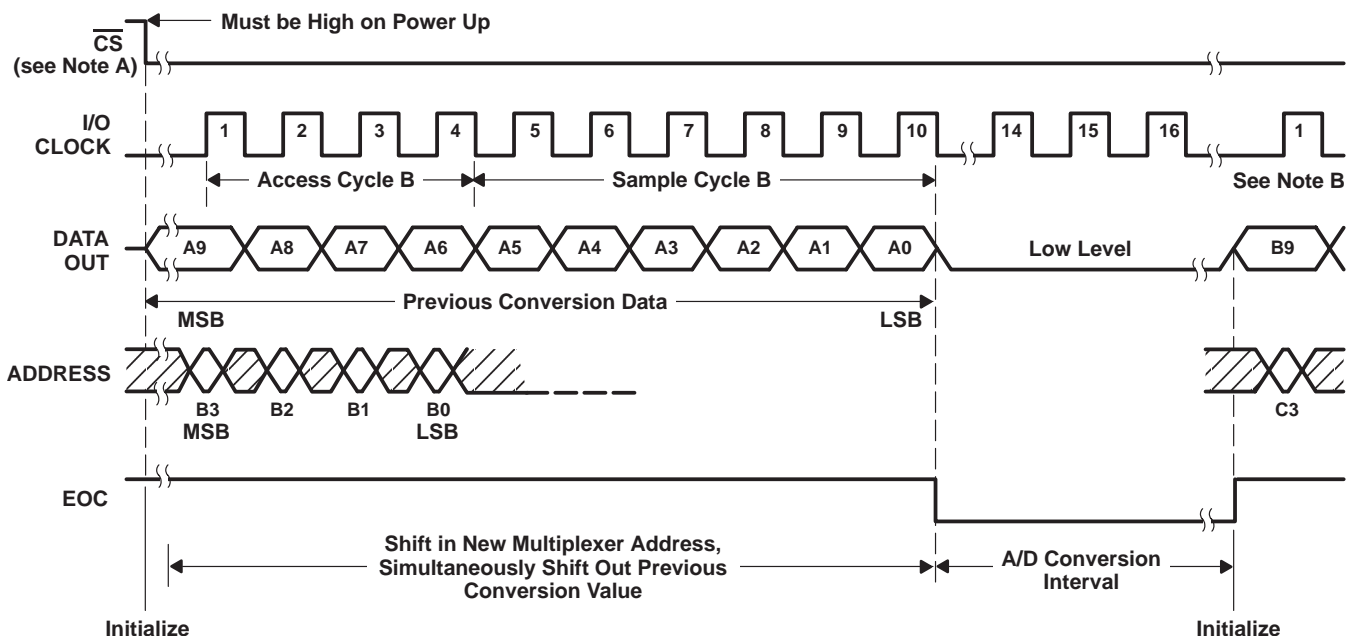 Must be High on Power Up
CS
(see Note A)
I/O
CLOCK
1 2 3 4 5 6 7 8 9 10 14 15 16 1
Access Cycle B
Sample Cycle B
See Note B
DATA
OUT
A9 A8 A7 A6 A5 A4 A3 A2 A1 A0 Low Level B9
Previous Conversion Data
MSB LSB
ADDRESS
B3 B2 B1 B0 C3
MSB LSB
EOC
Shift in New Multiplexer Address,
Simultaneously Shift Out Previous
Conversion Value
A/D Conversion
Interval
Initialize Initialize